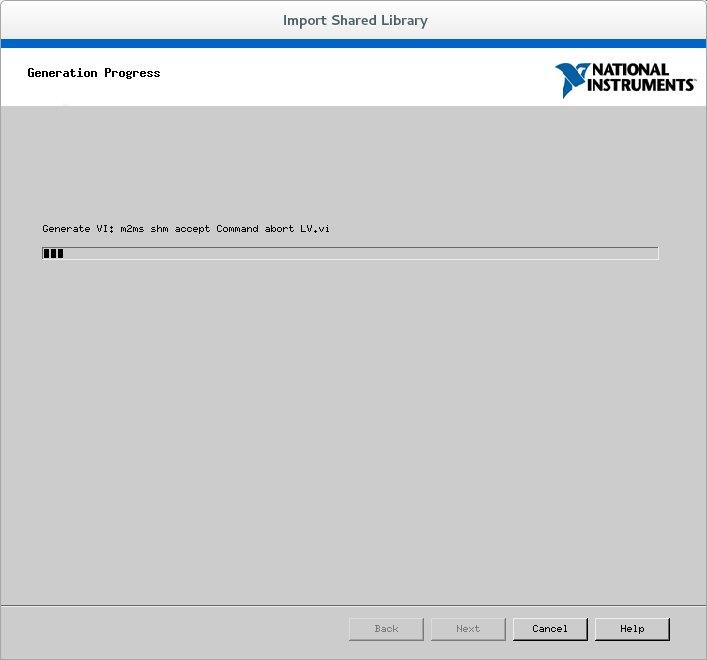 Import Shared Library
Generation Progress
NATIONAL
INSTRUMENTS
Generate VI: m2ms shm accept Command abort LV.vi
Back Next Cancel Help